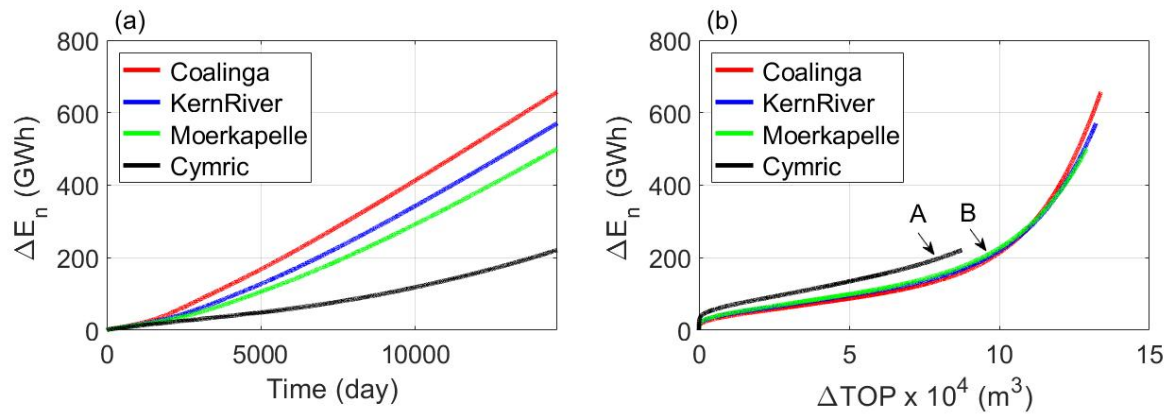 (a)
800
600
400
200
0
ΔEn (GWh)
Coalinga
KernRiver
Moerkapelle
Cymric
0 5000 10000
Time (day)
(b)
800
600
400
200
0
ΔEn (GWh)
Coalinga
KernRiver
Moerkapelle
Cymric
A B
0 5 10 15
ΔTOP x 10⁴ (m³)